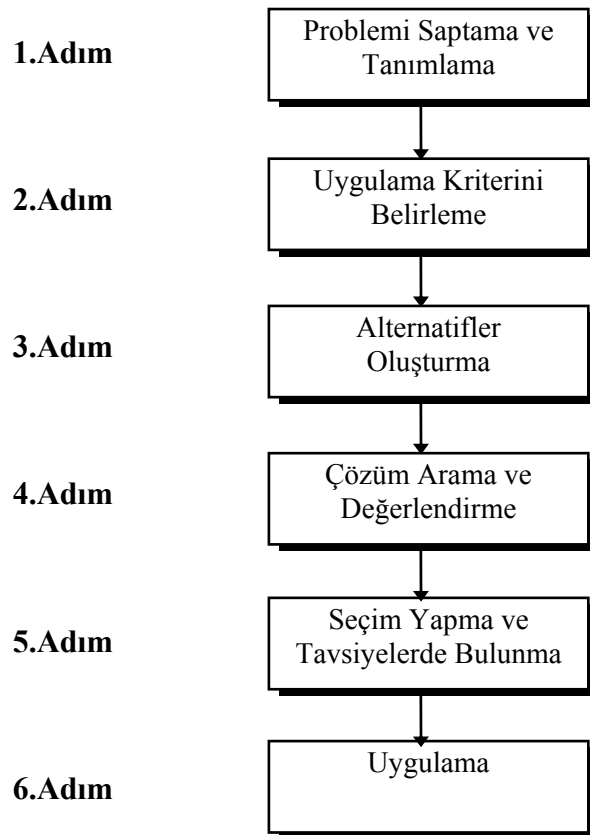 1.Adım
Problemi Saptama ve
Tanımlama
2.Adım
Uygulama Kriterini
Belirleme
3.Adım
Alternatifler
Oluşturma
4.Adım
Çözüm Arama ve
Değerlendirme
5.Adım
Seçim Yapma ve
Tavsiyelerde Bulunma
6.Adım
Uygulama